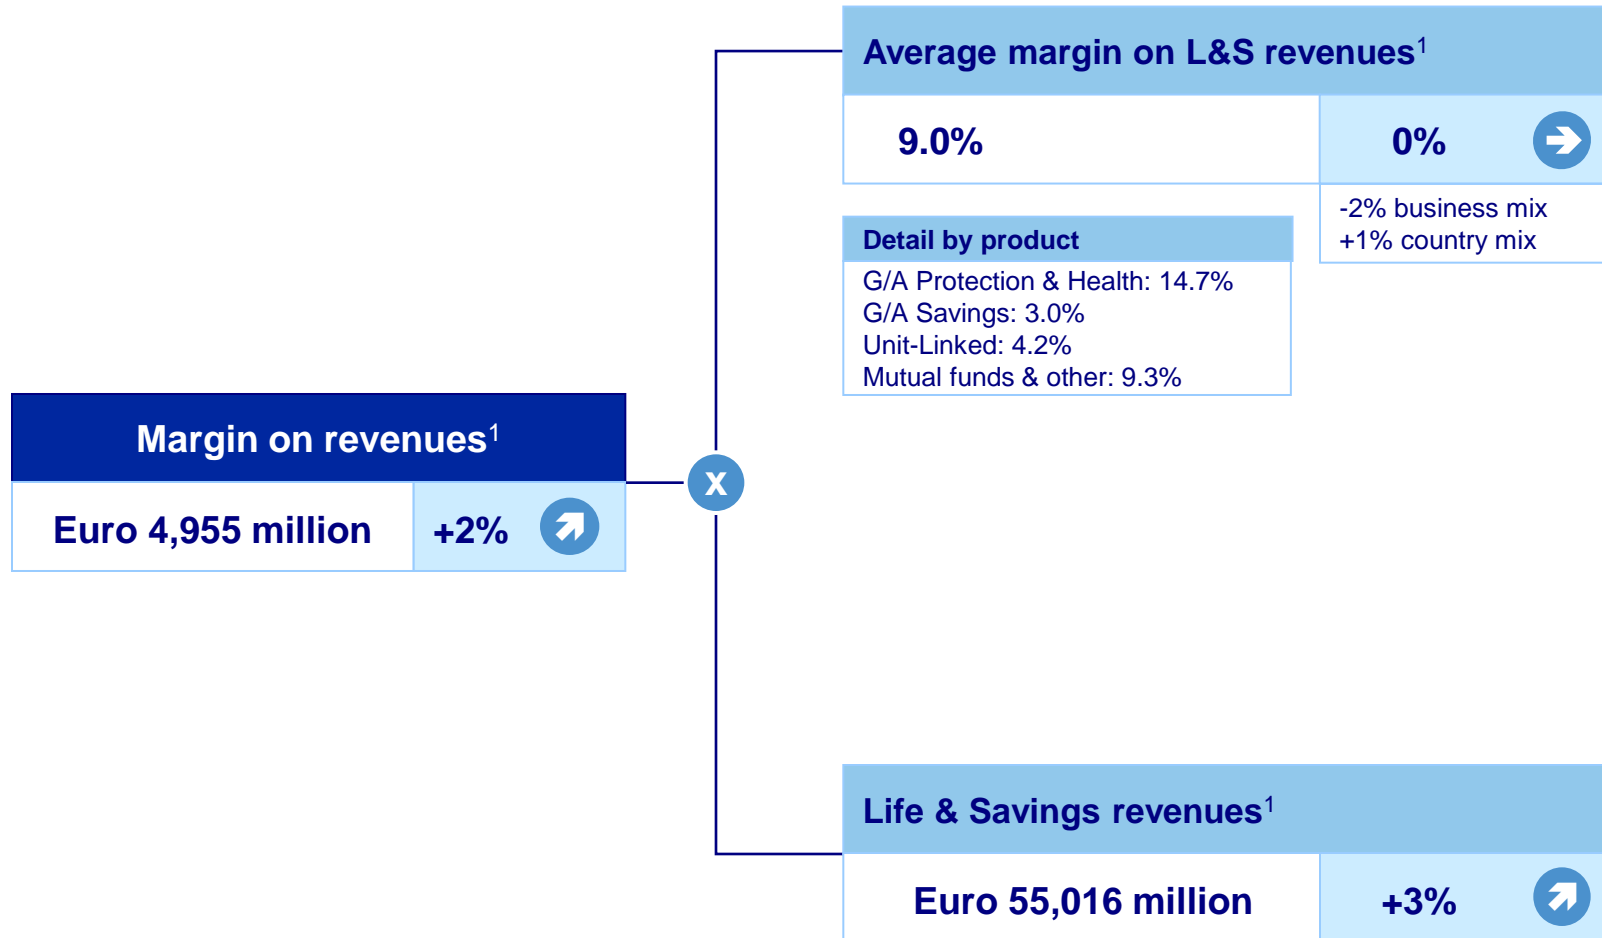 Average margin on L&S revenues¹
9.0%
0%
-2% business mix
+1% country mix
Detail by product
G/A Protection & Health: 14.7%
G/A Savings: 3.0%
Unit-Linked: 4.2%
Mutual funds & other: 9.3%
Margin on revenues¹
Euro 4,955 million
+2%
X
Life & Savings revenues¹
Euro 55,016 million
+3%